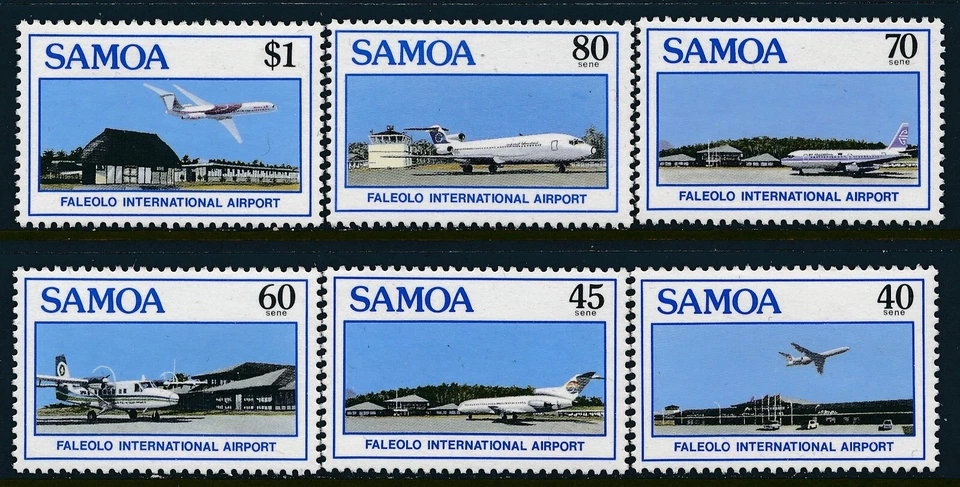 SAMOA $1
FALEOLO INTERNATIONAL AIRPORT
SAMOA 80
sene
FALEOLO INTERNATIONAL AIRPORT
SAMOA 70
sene
FALEOLO INTERNATIONAL AIRPORT
SAMOA 60
sene
FALEOLO INTERNATIONAL AIRPORT
SAMOA 45
sene
FALEOLO INTERNATIONAL AIRPORT
SAMOA 40
sene
FALEOLO INTERNATIONAL AIRPORT